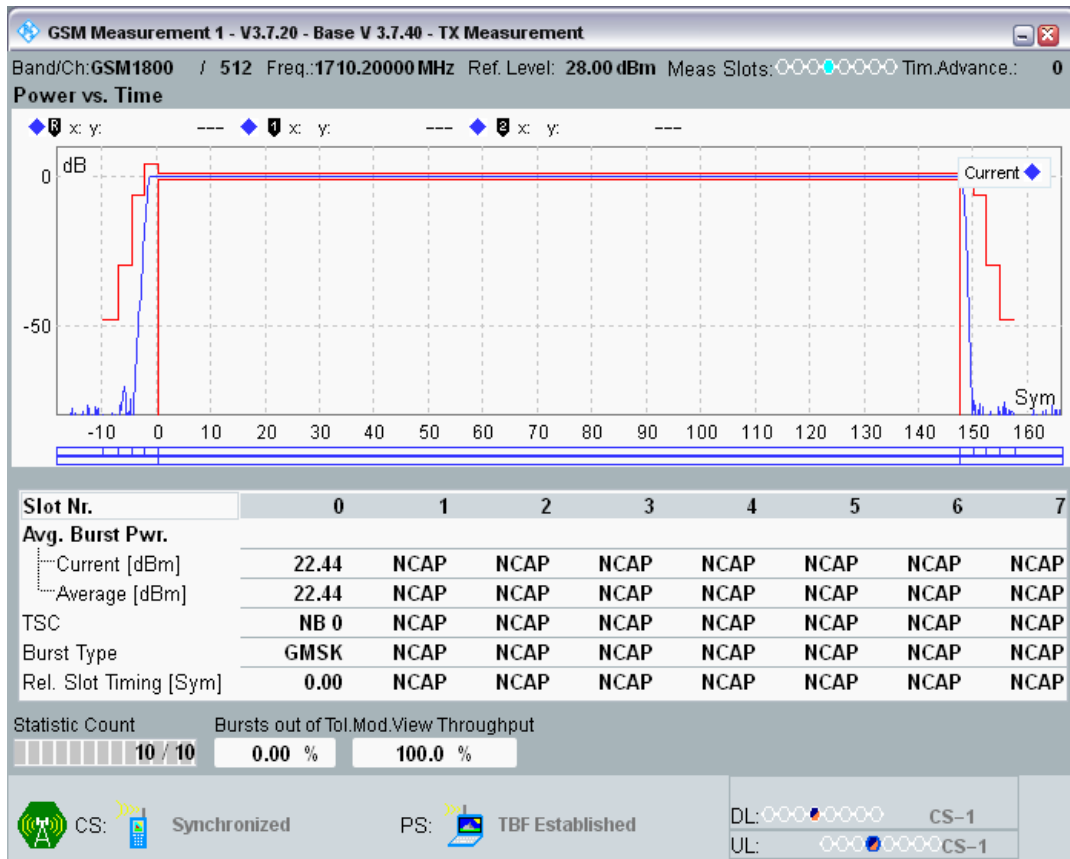 GSM Measurement 1 - V3.7.20 - Base V 3.7.40 - TX Measurement
Band/Ch:GSM1800 / 512 Freq.:1710.20000 MHz Ref. Level: 28.00 dBm Meas Slots: Tim.Advance.: 0
Power vs. Time
R x: y: --- 1 x: y: --- 2 x: y: ---
dB
Current
0
-50
Sym
-10 0 10 20 30 40 50 60 70 80 90 100 110 120 130 140 150 160
Slot Nr. 0 1 2 3 4 5 6 7
Avg. Burst Pwr.
Current [dBm] 22.44 NCAP NCAP NCAP NCAP NCAP NCAP NCAP
Average [dBm] 22.44 NCAP NCAP NCAP NCAP NCAP NCAP NCAP
TSC NB 0 NCAP NCAP NCAP NCAP NCAP NCAP NCAP
Burst Type GMSK NCAP NCAP NCAP NCAP NCAP NCAP NCAP
Rel. Slot Timing [Sym] 0.00 NCAP NCAP NCAP NCAP NCAP NCAP NCAP
Statistic Count Bursts out of Tol.Mod.View Throughput
10 / 10 0.00 % 100.0 %
CS: Synchronized PS: TBF Established
DL: CS-1
UL: CS-1